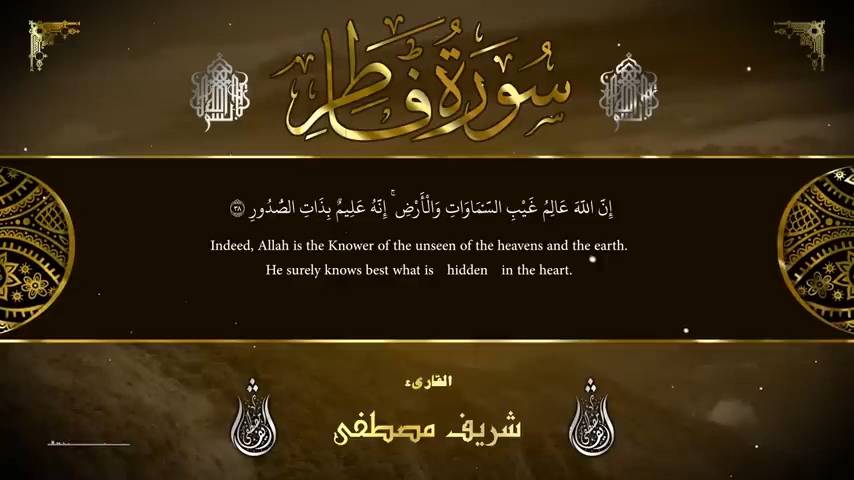 سورة فاطر
إِنَّ اللَّهَ عَالِمُ غَيْبِ السَّمَاوَاتِ وَالْأَرْضِ ۚ إِنَّهُ عَلِيمٌ بِذَاتِ الصُّدُورِ ﴿٣٨﴾
Indeed, Allah is the Knower of the unseen of the heavens and the earth.
He surely knows best what is hidden in the heart.
القارىء
شريف مصطفى